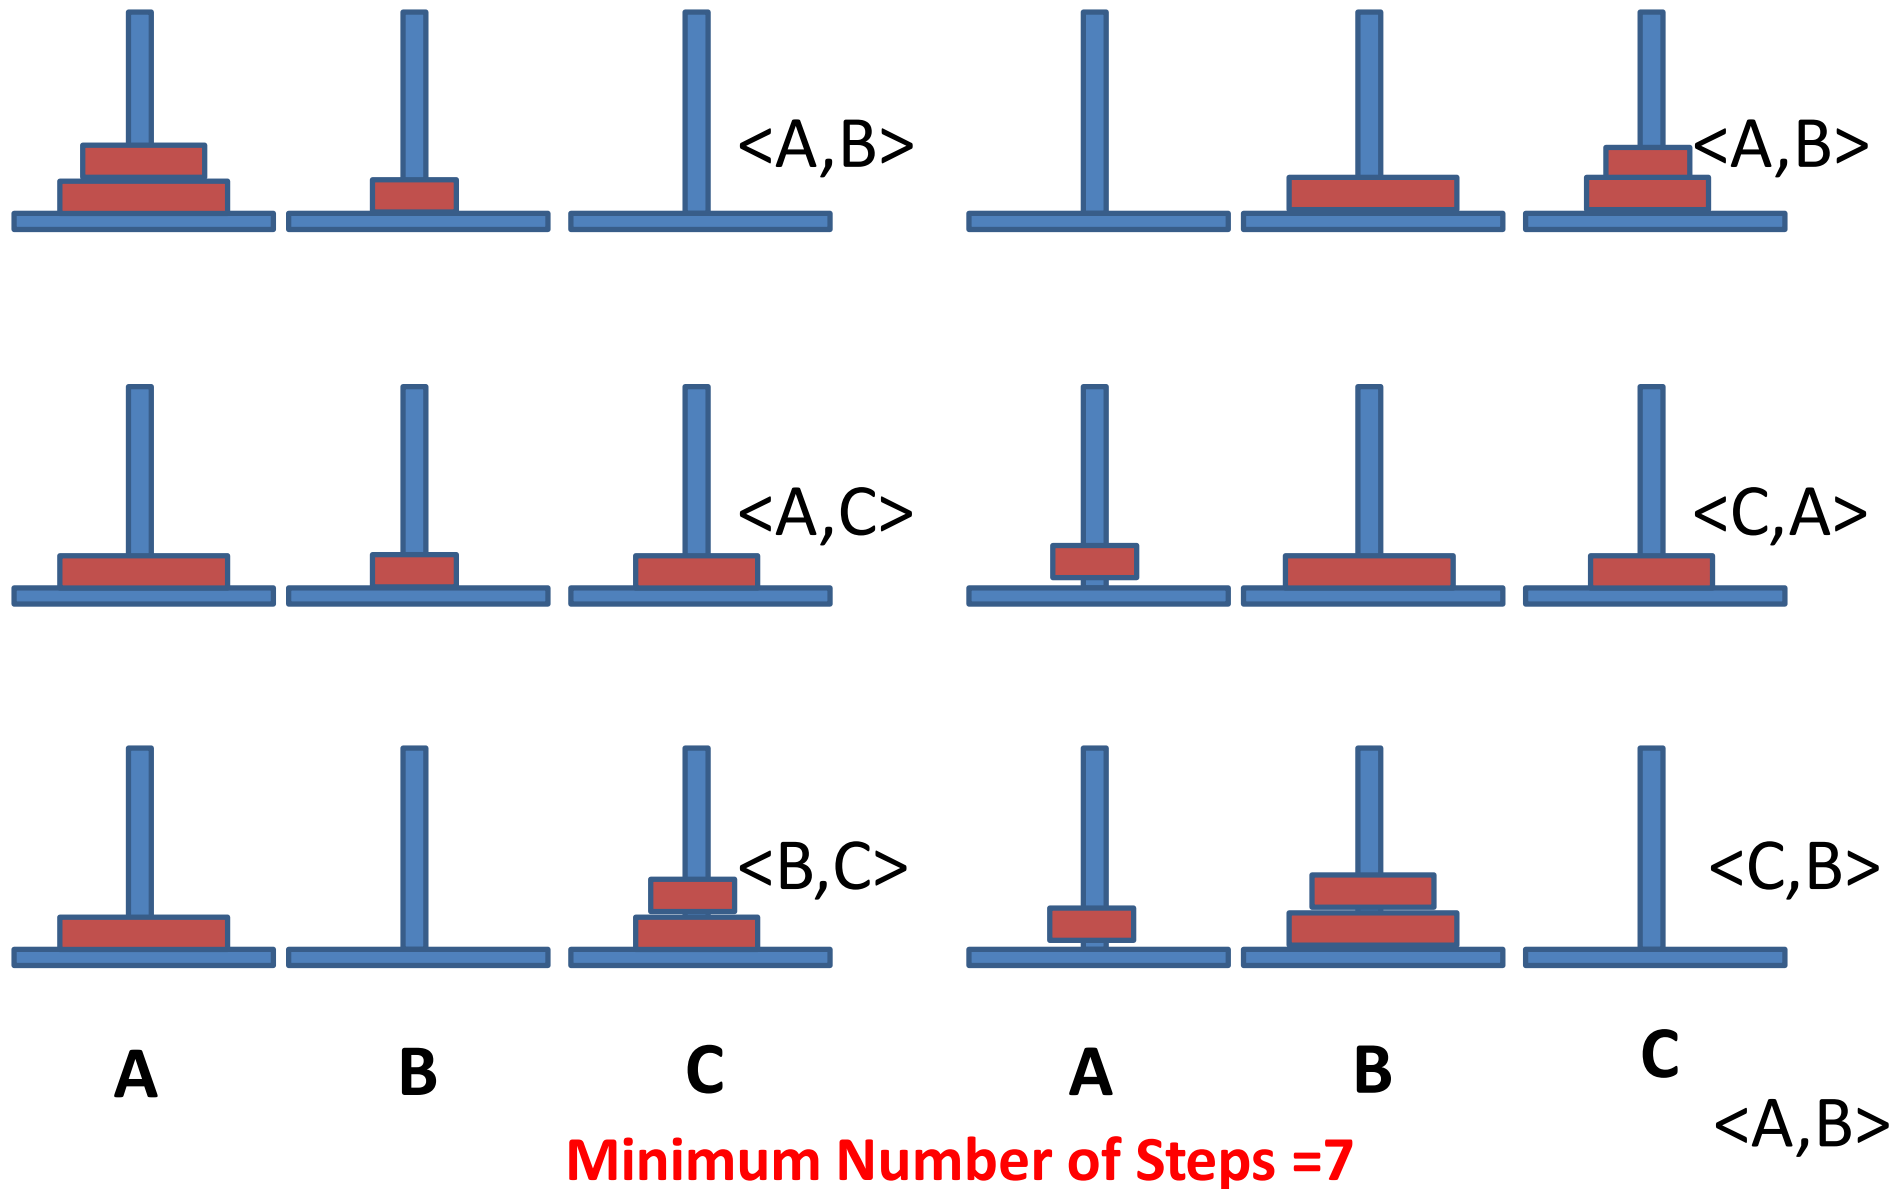 <A,B>
<A,C>
<B,C>
A B C
<A,B>
<C,A>
<C,B>
A B C
<A,B>
Minimum Number of Steps =7